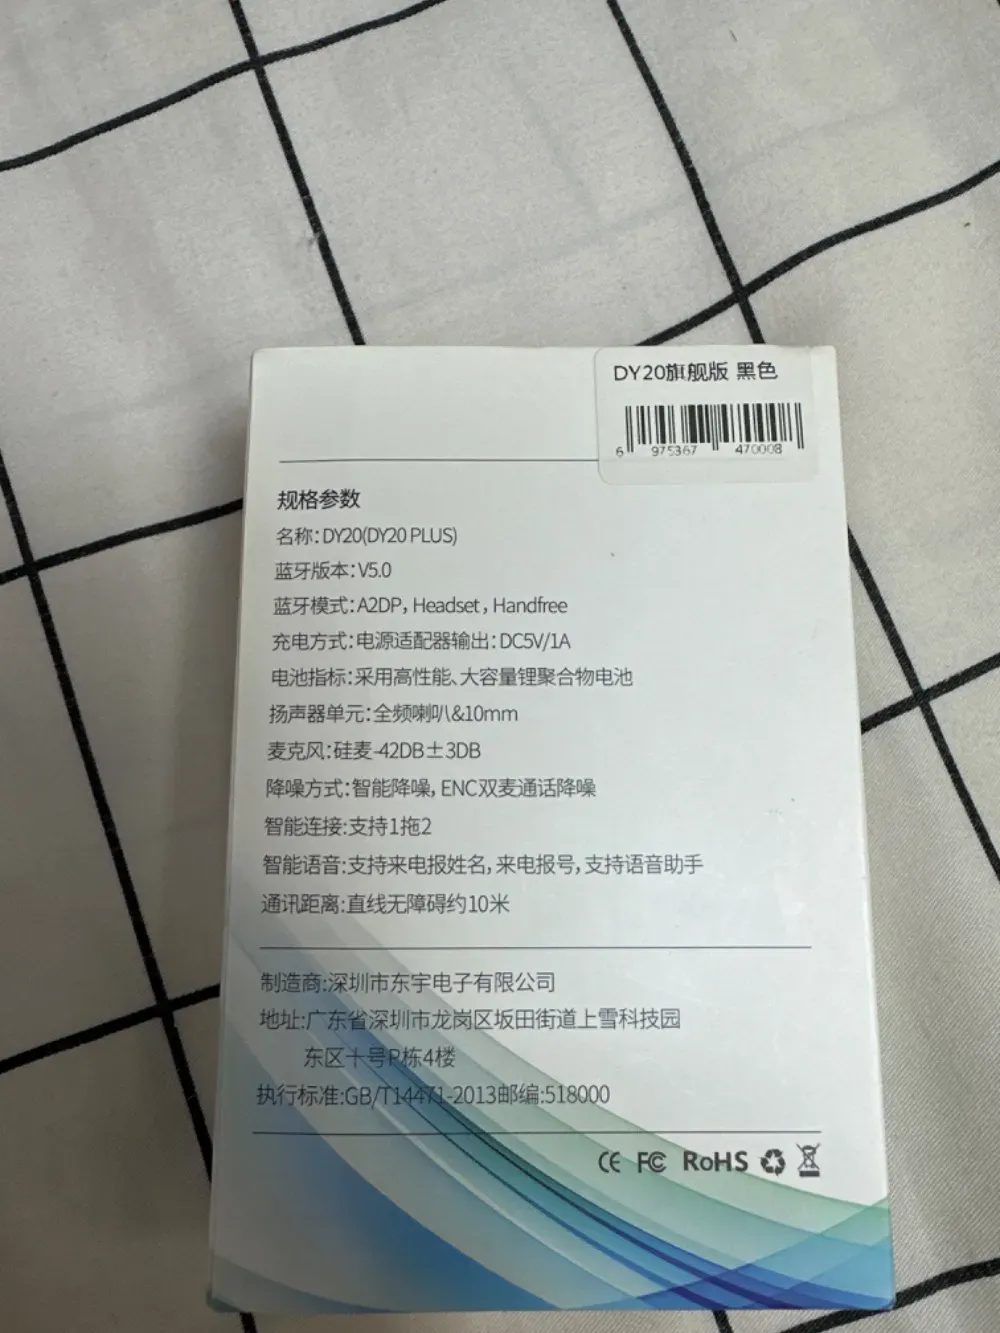 DY20旗舰版 黑色
6 975367 470008
规格参数
名称:DY20(DY20 PLUS)
蓝牙版本:V5.0
蓝牙模式:A2DP，Headset，Handfree
充电方式:电源适配器输出:DC5V/1A
电池指标:采用高性能、大容量锂聚合物电池
扬声器单元:全频喇叭&10mm
麦克风:硅麦-42DB±3DB
降噪方式:智能降噪，ENC双麦通话降噪
智能连接:支持1拖2
智能语音:支持来电报姓名，来电报号，支持语音助手
通讯距离:直线无障碍约10米
制造商:深圳市东宇电子有限公司
地址:广东省深圳市龙岗区坂田街道上雪科技园
东区十号P栋4楼
执行标准:GB/T14471-2013邮编:518000
CE FC RoHS